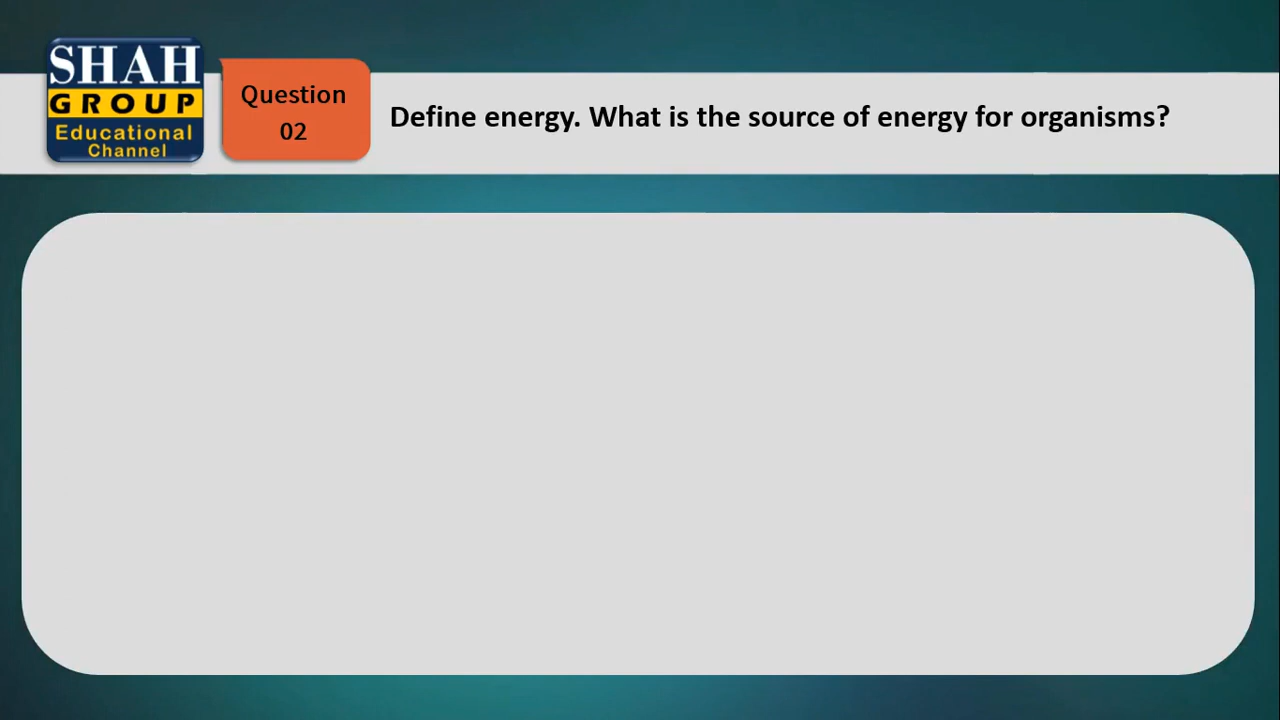 SHAH
GROUP
Educational
Channel
Question
02
Define energy. What is the source of energy for organisms?